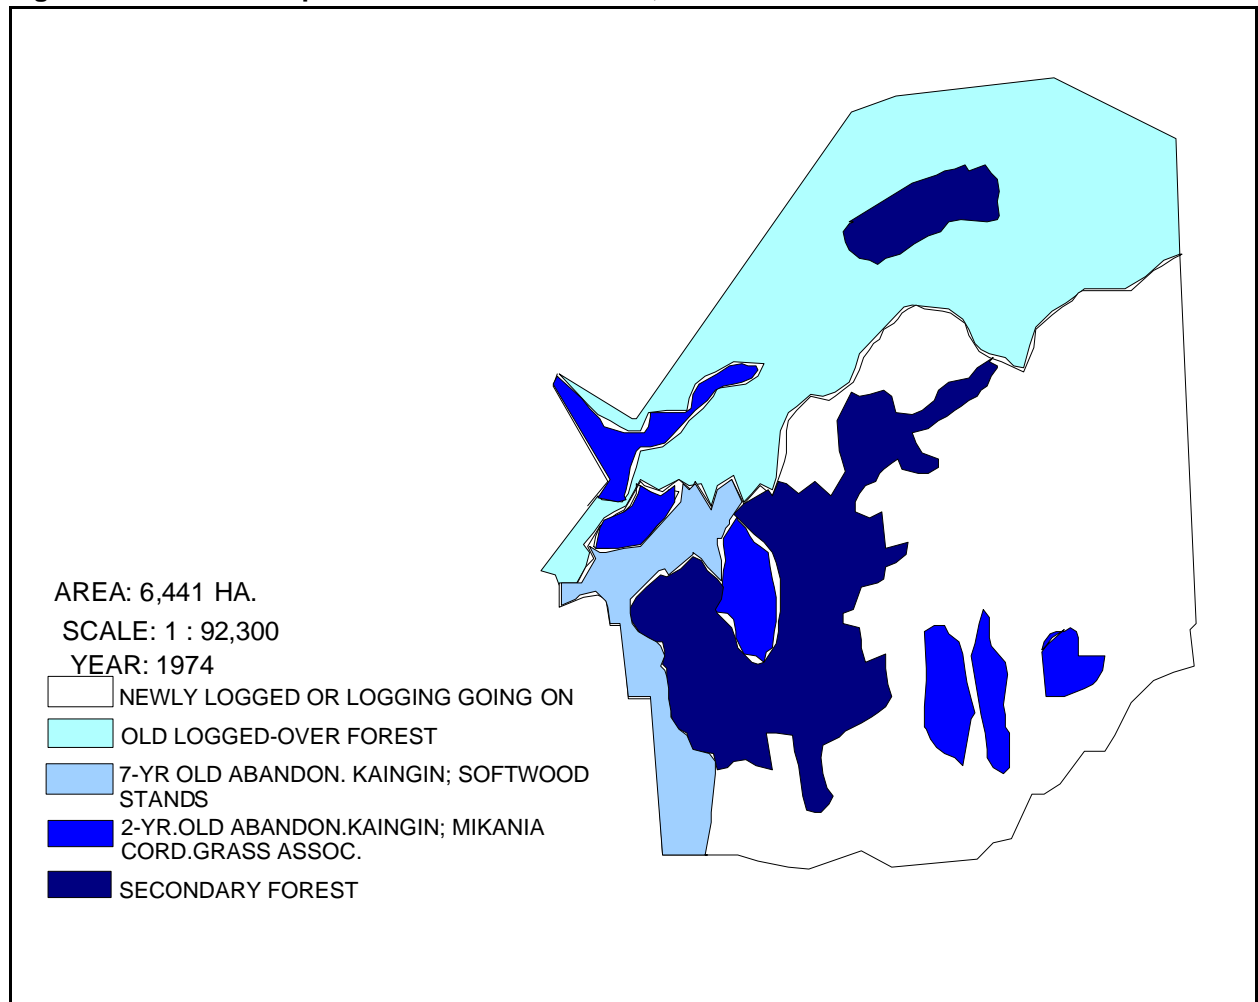 AREA: 6,441 HA.
SCALE: 1 : 92,300
YEAR: 1974
NEWLY LOGGED OR LOGGING GOING ON
OLD LOGGED-OVER FOREST
7-YR OLD ABANDON. KAINGIN; SOFTWOOD
STANDS
2-YR.OLD ABANDON.KAINGIN; MIKANIA
CORD.GRASS ASSOC.
SECONDARY FOREST